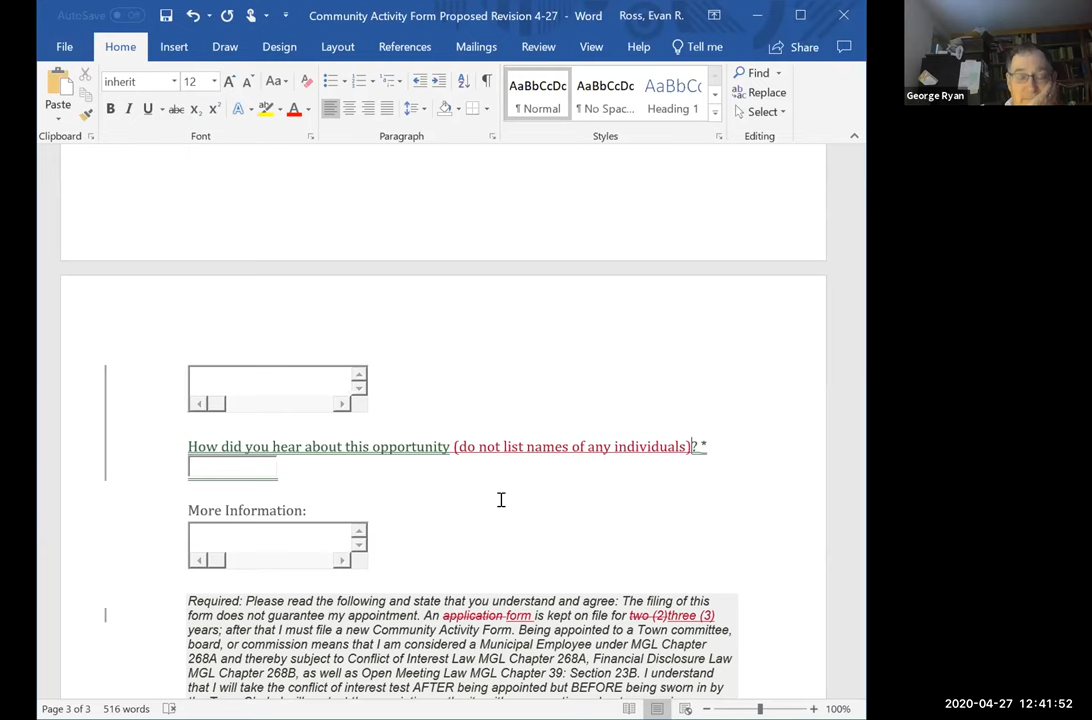 AutoSave Off
Community Activity Form Proposed Revision 4-27 - Word
Ross, Evan R.
File Home Insert Draw Design Layout References Mailings Review View Help Tell me Share
Paste
inherit 12
Aa
B I U abc x₂ x²
Clipboard Font Paragraph Styles Editing
AaBbCcDc AaBbCcDc AaBbCc
¶ Normal ¶ No Spac... Heading 1
Find
Replace
Select
George Ryan
How did you hear about this opportunity (do not list names of any individuals)? *
More Information:
Required: Please read the following and state that you understand and agree: The filing of this
form does not guarantee my appointment. An application form is kept on file for two (2)three (3)
years; after that I must file a new Community Activity Form. Being appointed to a Town committee,
board, or commission means that I am considered a Municipal Employee under MGL Chapter
268A and thereby subject to Conflict of Interest Law MGL Chapter 268A, Financial Disclosure Law
MGL Chapter 268B, as well as Open Meeting Law MGL Chapter 39: Section 23B. I understand
that I will take the conflict of interest test AFTER being appointed but BEFORE being sworn in by
Page 3 of 3 516 words
100%
2020-04-27 12:41:52